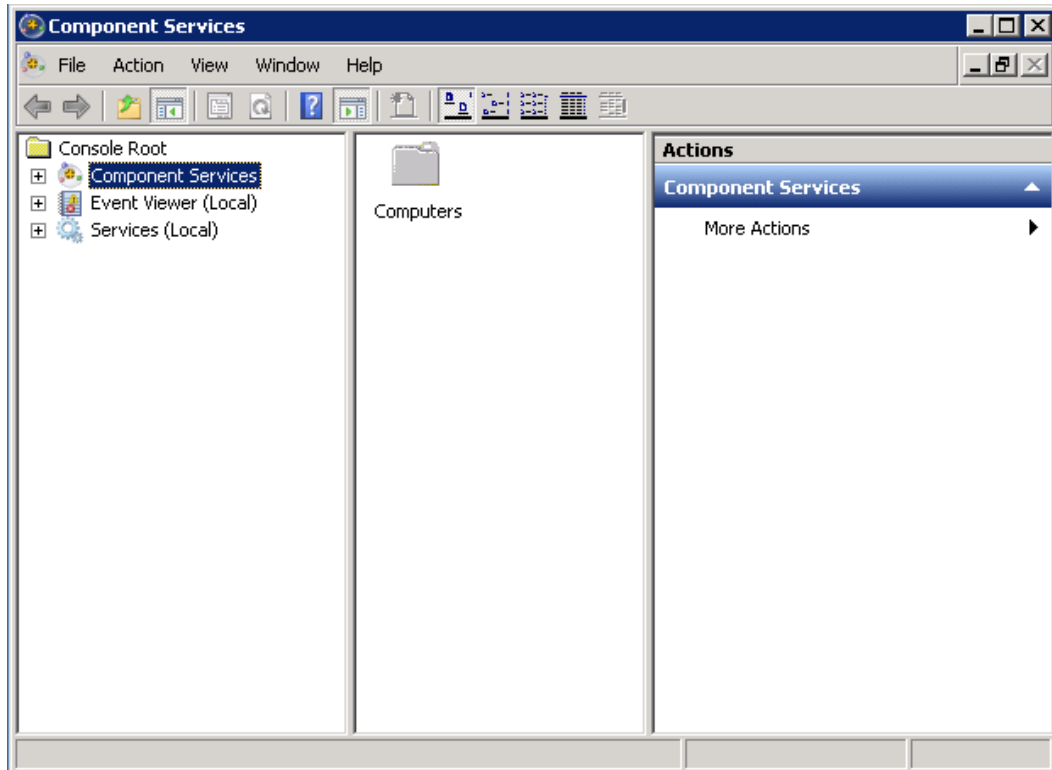 Component Services
File Action View Window Help
Console Root
Component Services
Event Viewer (Local)
Services (Local)
Computers
Actions
Component Services
More Actions